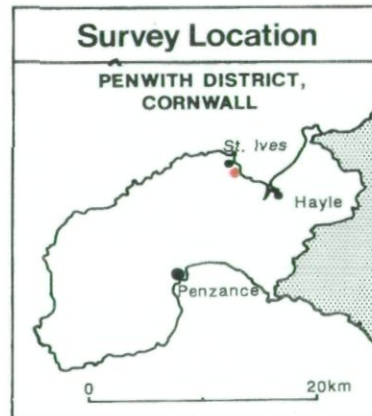 Survey Location
PENWITH DISTRICT,
CORNWALL
St. Ives
Hayle
Penzance
0 20km